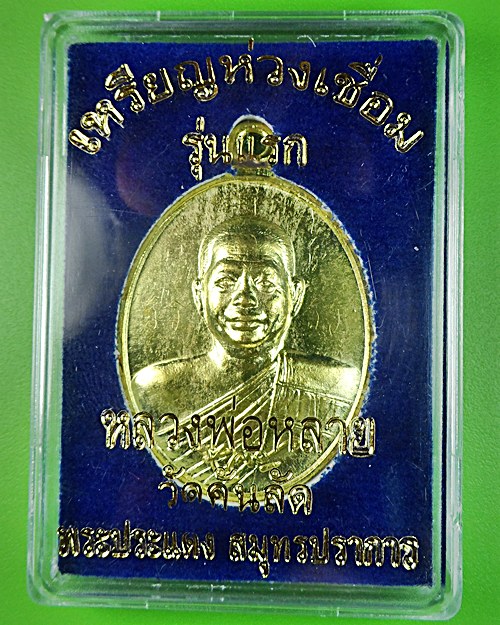 เหรียญห่วงเชื่อม
รุ่นแรก
หลวงพ่อหลาย
วัดคันลัด
พระประแดง สมุทรปราการ